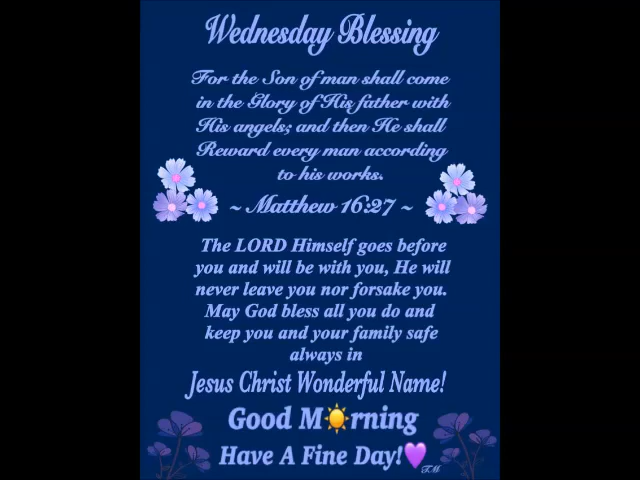 Wednesday Blessing
For the Son of man shall come
in the Glory of His father with
His angels; and then He shall
Reward every man according
to his works.
~ Matthew 16:27 ~
The LORD Himself goes before
you and will be with you, He will
never leave you nor forsake you.
May God bless all you do and
keep you and your family safe
always in
Jesus Christ Wonderful Name!
Good M☀️rning
Have A Fine Day!💜
TM